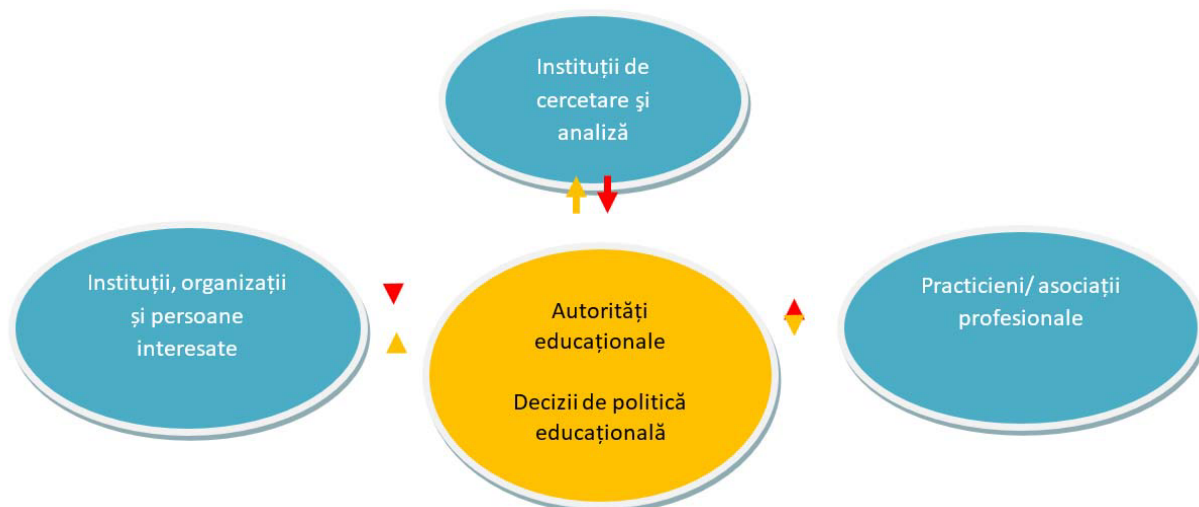 Instituții de
cercetare şi
analiză
Instituții, organizații
și persoane
interesate
Autorități
educaționale
Decizii de politică
educațională
Practicieni/ asociații
profesionale